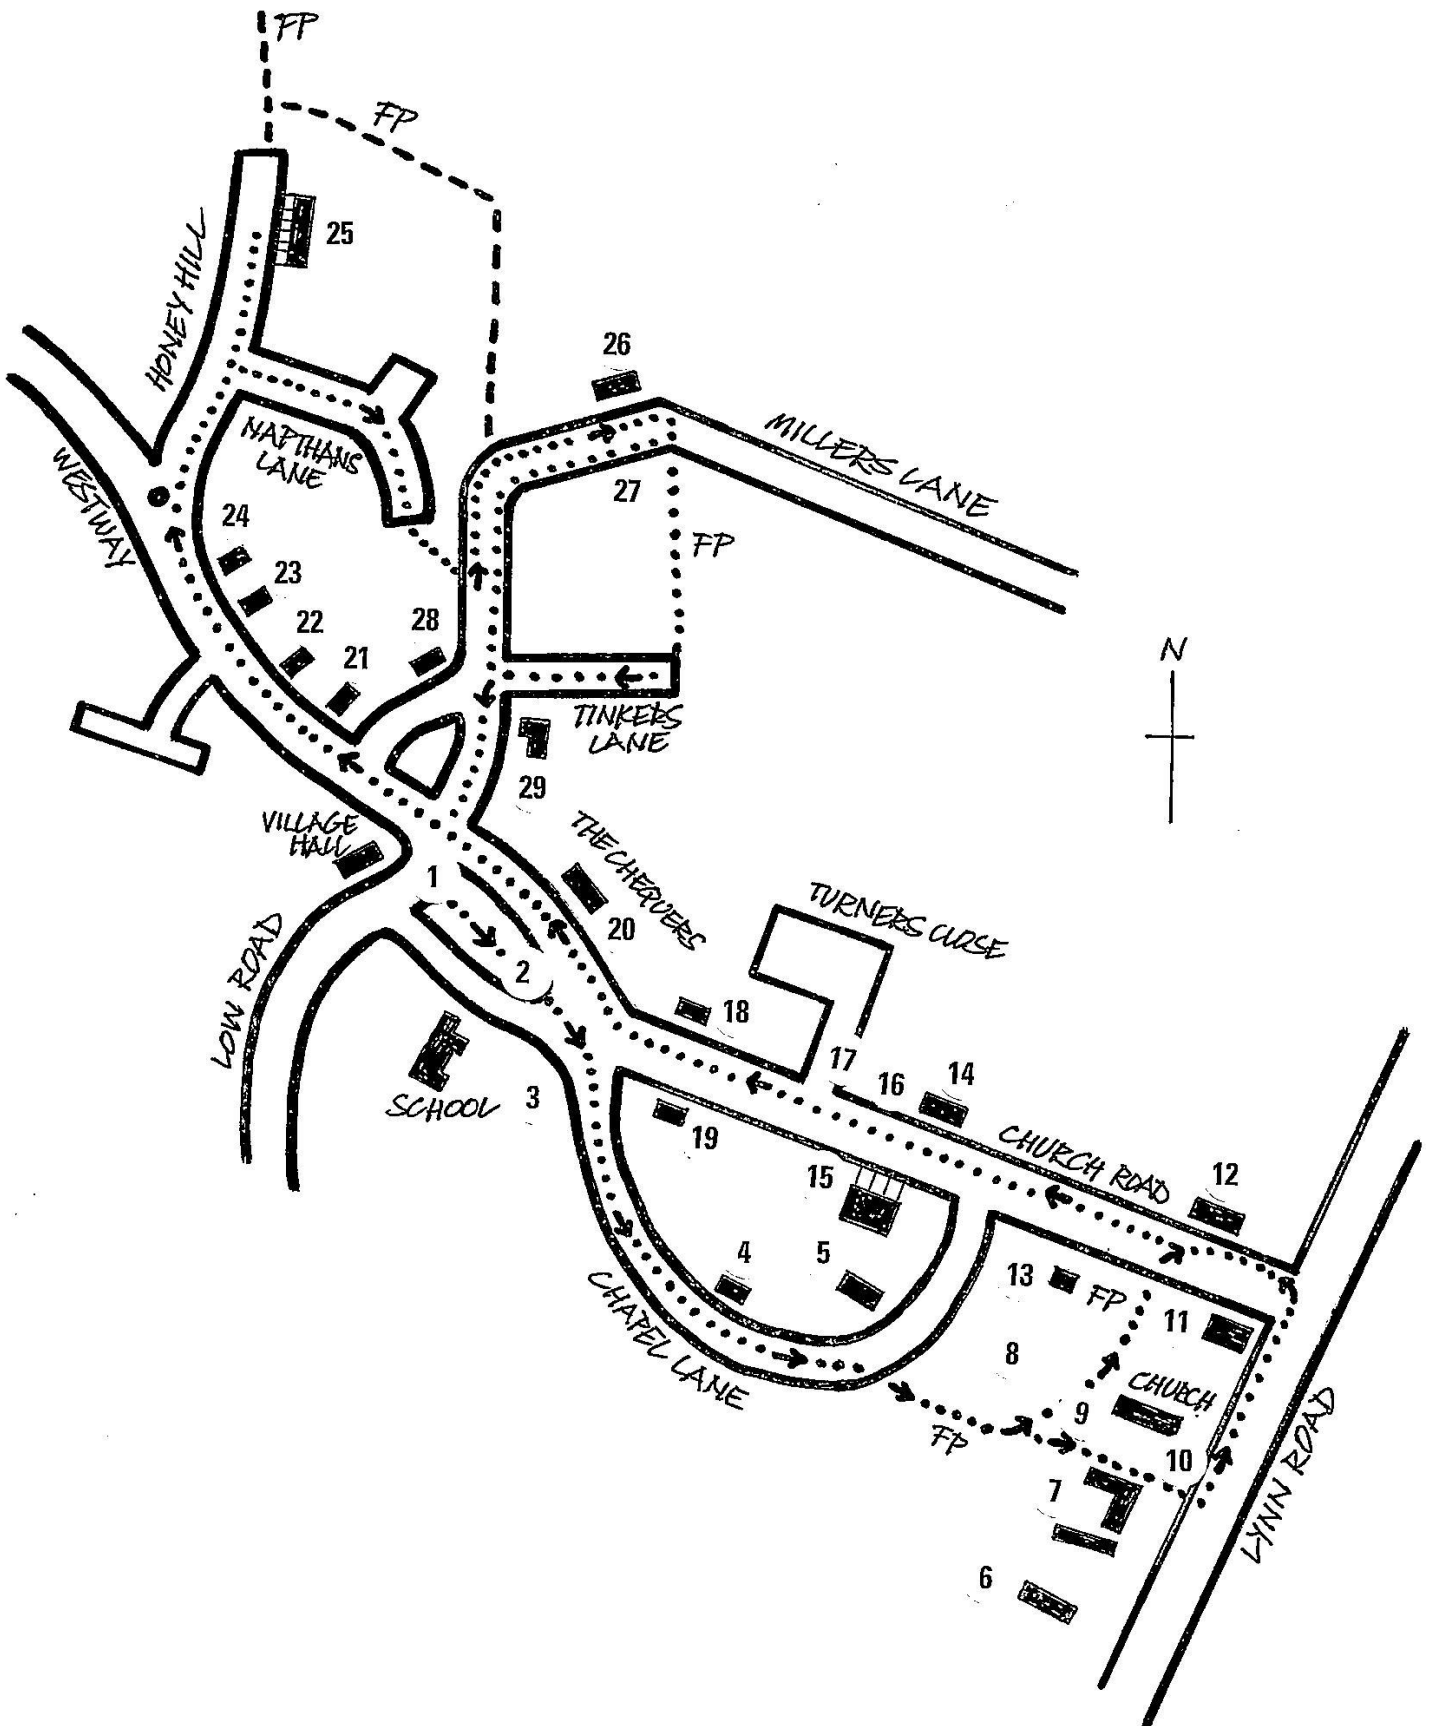 FP
FP
25
HONEY HILL
26
MILLERS LANE
NAPTHANS
LANE
WESTWAY
24
27
23
FP
22
28
21
N
TINKERS
LANE
29
VILLAGE
HALL
THE CHEQUERS
1
TURNERS CLOSE
20
2
LOW ROAD
18
17
16
14
SCHOOL
3
19
CHURCH ROAD
15
12
4
5
13
FP
11
CHAPEL LANE
8
CHURCH
9
FP
10
7
LYNN ROAD
6